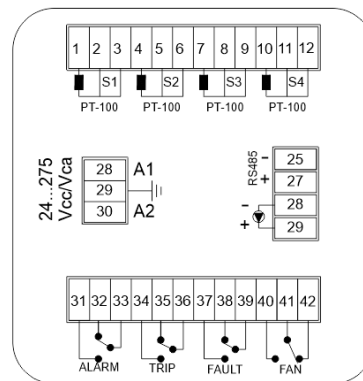 1 2 3 4 5 6 7 8 9 10 11 12
S1 S2 S3 S4
PT-100 PT-100 PT-100 PT-100
24...275
Vcc/Vca
28 A1
29
30 A2
RS485
- 25
+ 27
- 28
+ 29
31 32 33 34 35 36 37 38 39 40 41 42
ALARM TRIP FAULT FAN